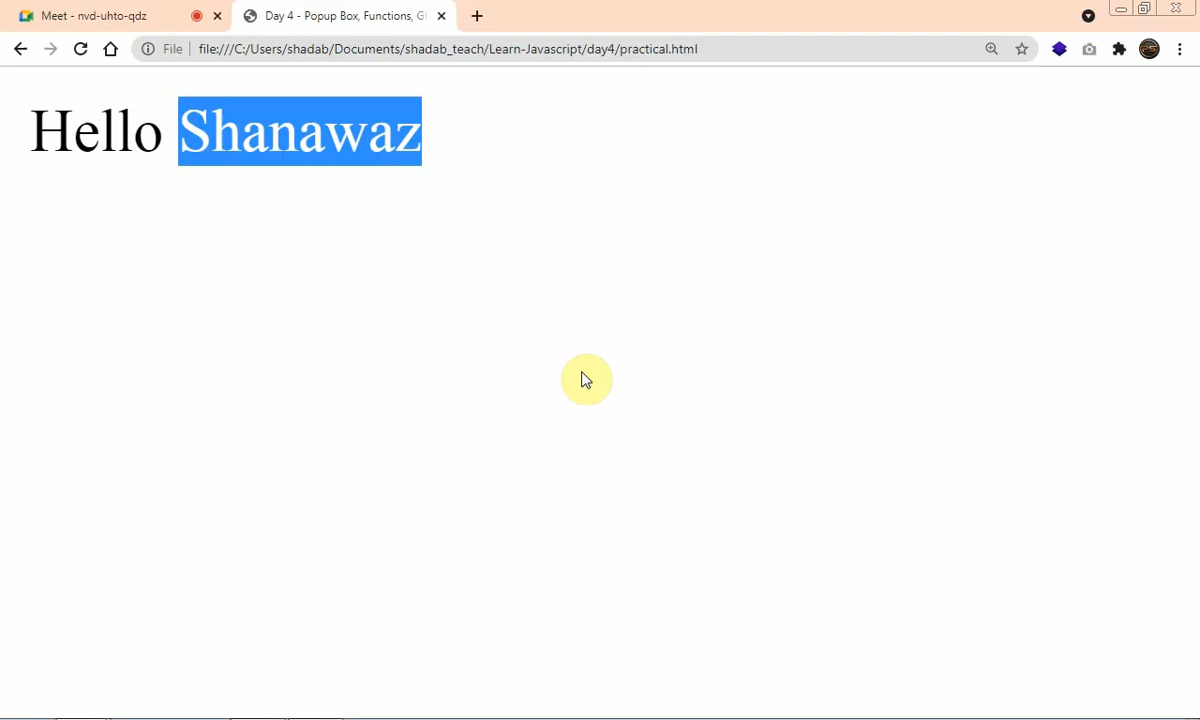 Meet - nvd-uhto-qdz
Day 4 - Popup Box, Functions, Gl
File
file:///C:/Users/shadab/Documents/shadab_teach/Learn-Javascript/day4/practical.html
Hello Shanawaz